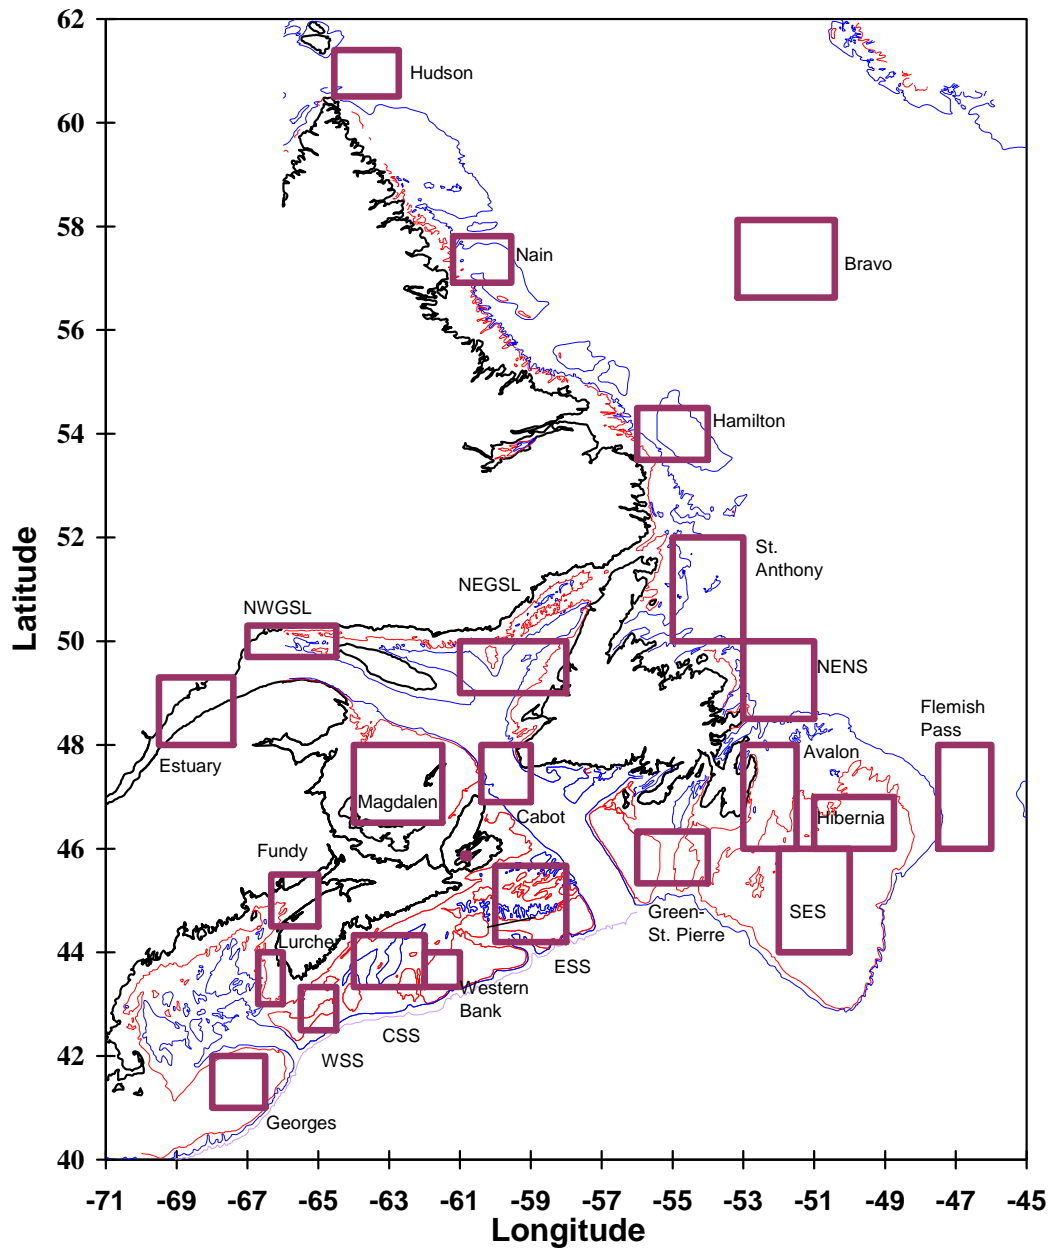 62
Hudson
60
58
Nain
Bravo
56
Hamilton
54
52
St.
Anthony
NEGSL
NWGSL
50
NENS
Flemish
Pass
48
Estuary
Avalon
Magdalen
Hibernia
Cabot
46
Fundy
Green-
St. Pierre
SES
Lurcher
44
ESS
Western
Bank
CSS
WSS
42
Georges
40
-71 -69 -67 -65 -63 -61 -59 -57 -55 -53 -51 -49 -47 -45
Longitude
Latitude